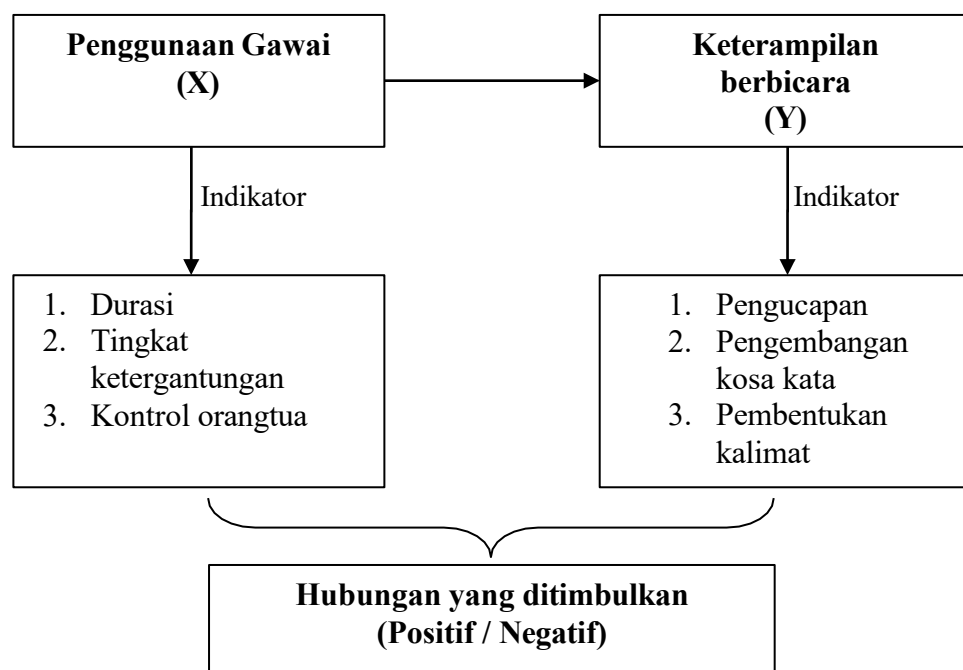 Penggunaan Gawai
(X)
Keterampilan
berbicara
(Y)
Indikator
Indikator
1. Durasi
2. Tingkat
ketergantungan
3. Kontrol orangtua
1. Pengucapan
2. Pengembangan
kosa kata
3. Pembentukan
kalimat
Hubungan yang ditimbulkan
(Positif / Negatif)